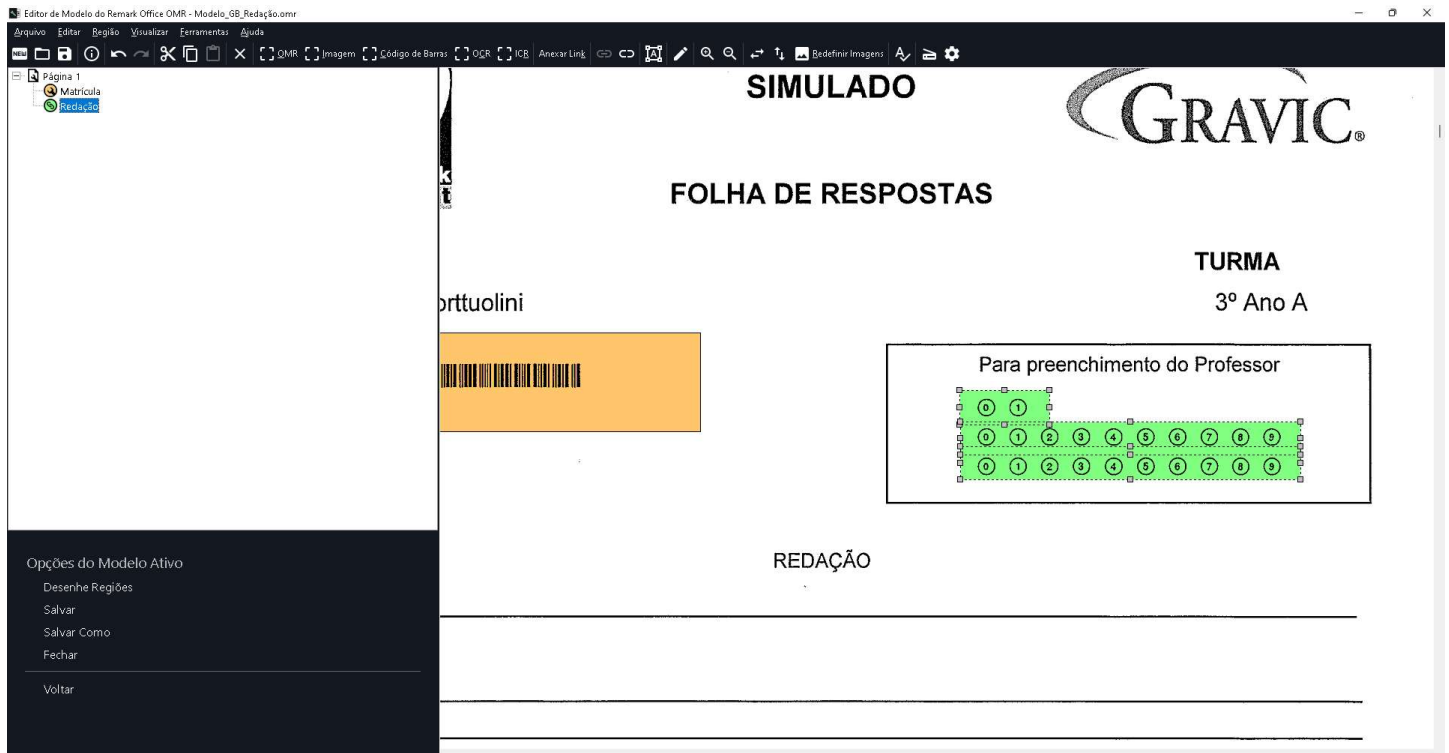 Editor de Modelo do Remark Office OMR - Modelo_GB_Redação.omr
Arquivo Editar Região Visualizar Ferramentas Ajuda
NEW OMR Imagem Código de Barras OCR ICR Anexar Link Redefinir Imagens
Página 1
Matrícula
Redação
SIMULADO
GRAVIC®
k
t
FOLHA DE RESPOSTAS
TURMA
orttuolini
3º Ano A
Para preenchimento do Professor
0 1
0 1 2 3 4 5 6 7 8 9
0 1 2 3 4 5 6 7 8 9
REDAÇÃO
Opções do Modelo Ativo
Desenhe Regiões
Salvar
Salvar Como
Fechar
Voltar